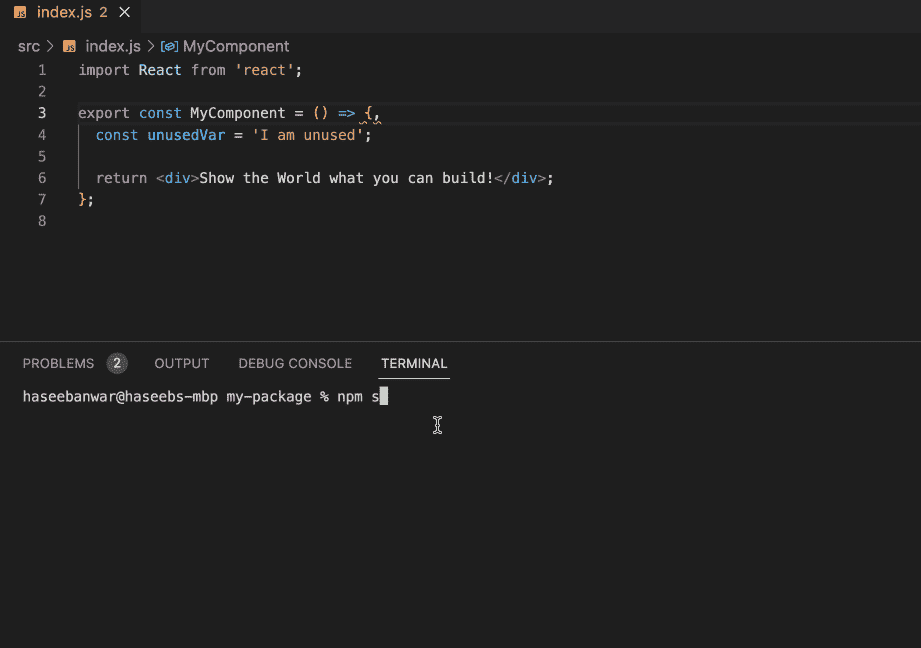 JS index.js 2
src > JS index.js > MyComponent
1 import React from 'react';
2
3 export const MyComponent = () => {,
4   const unusedVar = 'I am unused';
5
6   return <div>Show the World what you can build!</div>;
7 };
8
PROBLEMS 2 OUTPUT DEBUG CONSOLE TERMINAL
haseebanwar@haseebs-mbp my-package % npm s